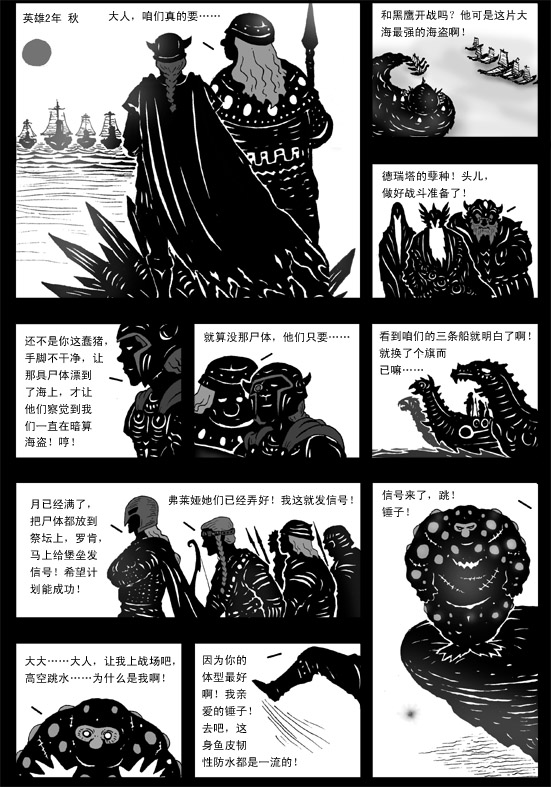 英雄2年 秋
大人，咱们真的要……
和黑鹰开战吗？他可是这片大
海最强的海盗啊！
德瑞塔的孽种！头儿，
做好战斗准备了！
还不是你这蠢猪，
手脚不干净，让
那具尸体漂到
了海上，才让
他们察觉到我
们一直在暗算
海盗！哼！
就算没那尸体，他们只要……
看到咱们的三条船就明白了啊！
就换了个旗而
已嘛……
月已经满了，
把尸体都放到
祭坛上，罗肯，
马上给堡垒发
信号！希望计
划能成功！
弗莱娅她们已经弄好！我这就发信号！
信号来了，跳！
锤子！
大大……大人，让我上战场吧，
高空跳水……为什么是我啊！
因为你的
体型最好
啊！我亲
爱的锤子！
去吧，这
身鱼皮韧
性防水都是一流的！